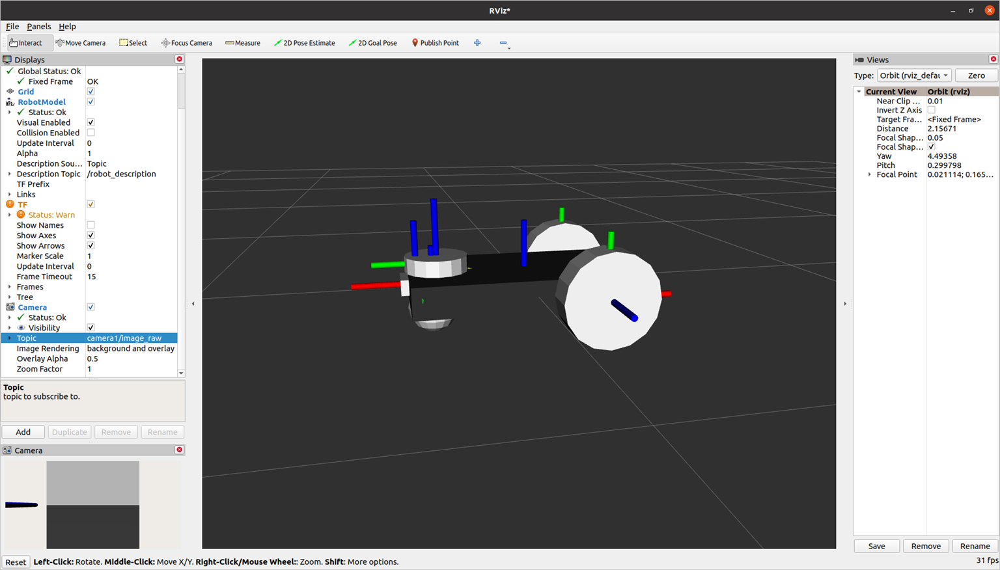 RViz*
File Panels Help
Interact Move Camera Select Focus Camera Measure 2D Pose Estimate 2D Goal Pose Publish Point
Displays
Global Status: Ok
Fixed Frame OK
Grid
RobotModel
Status: Ok
Visual Enabled
Collision Enabled
Update Interval 0
Alpha 1
Description Sou... Topic
Description Topic /robot_description
TF Prefix
Links
TF
Status: Warn
Show Names
Show Axes
Show Arrows
Marker Scale 1
Update Interval 0
Frame Timeout 15
Frames
Tree
Camera
Status: Ok
Visibility
Topic camera1/image_raw
Image Rendering background and overlay
Overlay Alpha 0.5
Zoom Factor 1
Topic
topic to subscribe to.
Add Duplicate Remove Rename
Camera
Views
Type: Orbit (rviz_defau Zero
Current View Orbit (rviz)
Near Clip ... 0.01
Invert Z Axis
Target Fra... <Fixed Frame>
Distance 2.15671
Focal Shap... 0.05
Focal Shap...
Yaw 4.49358
Pitch 0.299798
Focal Point 0.021114; 0.165...
Save Remove Rename
Reset Left-Click: Rotate. Middle-Click: Move X/Y. Right-Click/Mouse Wheel:: Zoom. Shift: More options. 31 fps